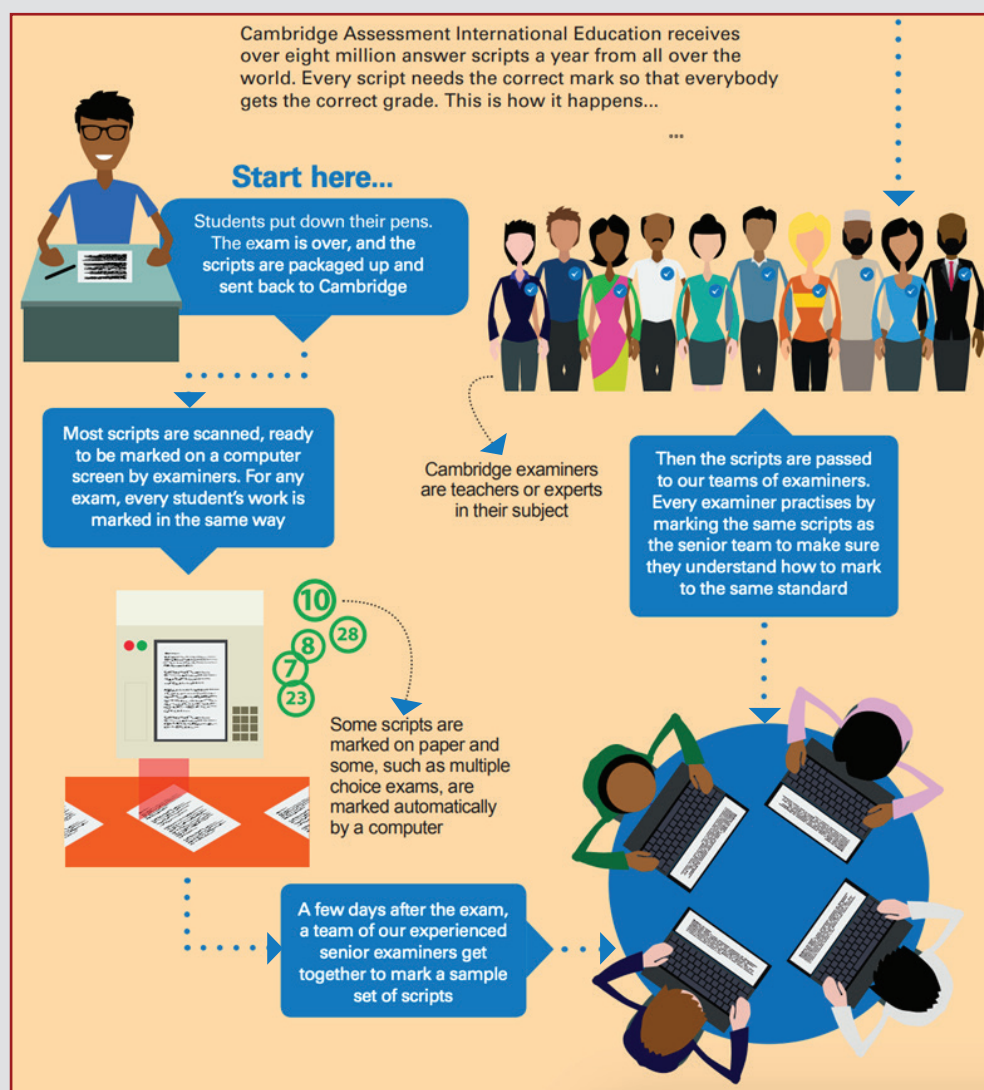 Cambridge Assessment International Education receives
over eight million answer scripts a year from all over the
world. Every script needs the correct mark so that everybody
gets the correct grade. This is how it happens...
...
Start here...
Students put down their pens.
The exam is over, and the
scripts are packaged up and
sent back to Cambridge
Most scripts are scanned, ready
to be marked on a computer
screen by examiners. For any
exam, every student's work is
marked in the same way
10
28
8
7
23
Some scripts are
marked on paper and
some, such as multiple
choice exams, are
marked automatically
by a computer
A few days after the exam,
a team of our experienced
senior examiners get
together to mark a sample
set of scripts
Then the scripts are passed
to our teams of examiners.
Every examiner practises by
marking the same scripts as
the senior team to make sure
they understand how to mark
to the same standard
Cambridge examiners
are teachers or experts
in their subject